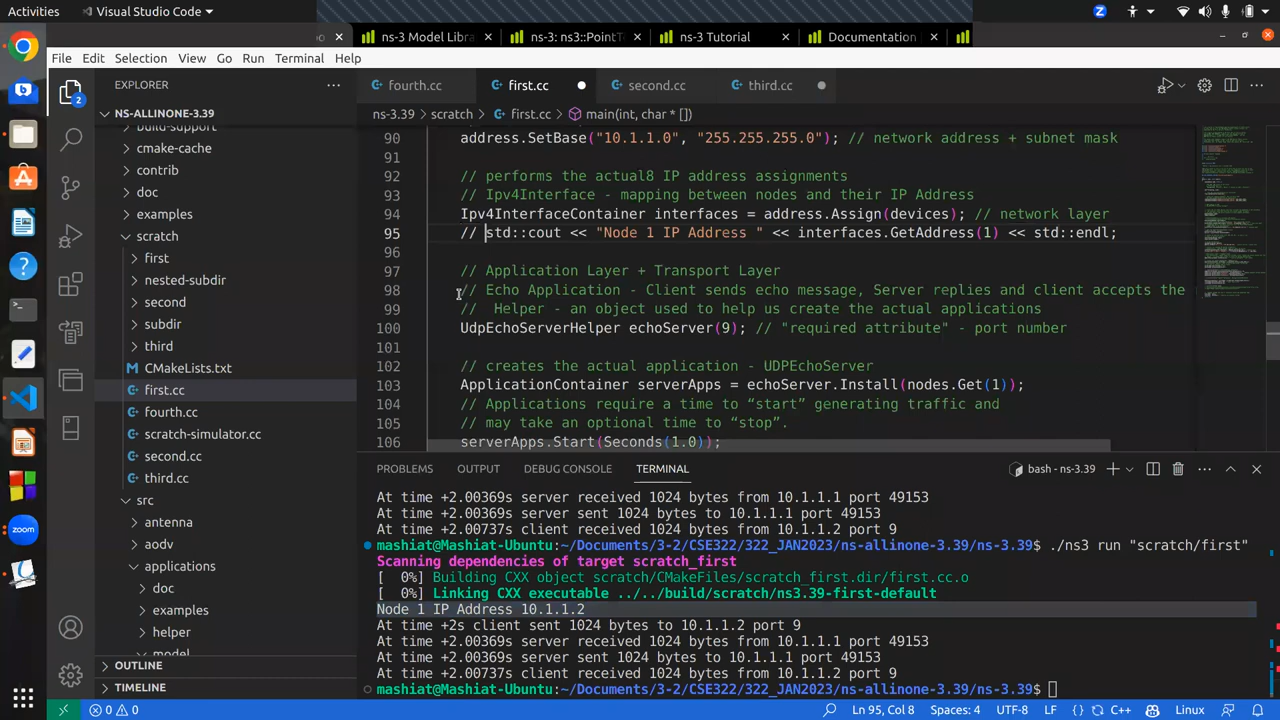 Activities
Visual Studio Code
ns-3 Model Libra
ns-3: ns3::PointTo
ns-3 Tutorial
Documentation
File Edit Selection View Go Run Terminal Help
EXPLORER
NS-ALLINONE-3.39
build-support
cmake-cache
contrib
doc
examples
scratch
first
nested-subdir
second
subdir
third
CMakeLists.txt
first.cc
fourth.cc
scratch-simulator.cc
second.cc
third.cc
src
antenna
aodv
applications
doc
examples
helper
model
OUTLINE
TIMELINE
2
fourth.cc
first.cc
second.cc
third.cc
ns-3.39 > scratch > first.cc > main(int, char * [])
90 address.SetBase("10.1.1.0", "255.255.255.0"); // network address + subnet mask
91
92 // performs the actual8 IP address assignments
93 // Ipv4Interface - mapping between nodes and their IP Address
94 Ipv4InterfaceContainer interfaces = address.Assign(devices); // network layer
95 // std::cout << "Node 1 IP Address " << interfaces.GetAddress(1) << std::endl;
96
97 // Application Layer + Transport Layer
98 // Echo Application - Client sends echo message, Server replies and client accepts the
99 // Helper - an object used to help us create the actual applications
100 UdpEchoServerHelper echoServer(9); // "required attribute" - port number
101
102 // creates the actual application - UDPEchoServer
103 ApplicationContainer serverApps = echoServer.Install(nodes.Get(1));
104 // Applications require a time to “start” generating traffic and
105 // may take an optional time to “stop”.
106 serverApps.Start(Seconds(1.0));
PROBLEMS OUTPUT DEBUG CONSOLE TERMINAL
bash - ns-3.39
At time +2.00369s server received 1024 bytes from 10.1.1.1 port 49153
At time +2.00369s server sent 1024 bytes to 10.1.1.1 port 49153
At time +2.00737s client received 1024 bytes from 10.1.1.2 port 9
mashiat@Mashiat-Ubuntu:~/Documents/3-2/CSE322/322_JAN2023/ns-allinone-3.39/ns-3.39$ ./ns3 run "scratch/first"
Scanning dependencies of target scratch_first
[  0%] Building CXX object scratch/CMakeFiles/scratch_first.dir/first.cc.o
[  0%] Linking CXX executable ../../build/scratch/ns3.39-first-default
Node 1 IP Address 10.1.1.2
At time +2s client sent 1024 bytes to 10.1.1.2 port 9
At time +2.00369s server received 1024 bytes from 10.1.1.1 port 49153
At time +2.00369s server sent 1024 bytes to 10.1.1.1 port 49153
At time +2.00737s client received 1024 bytes from 10.1.1.2 port 9
mashiat@Mashiat-Ubuntu:~/Documents/3-2/CSE322/322_JAN2023/ns-allinone-3.39/ns-3.39$
zoom
0 0
Ln 95, Col 8 Spaces: 4 UTF-8 LF {} C++ Linux